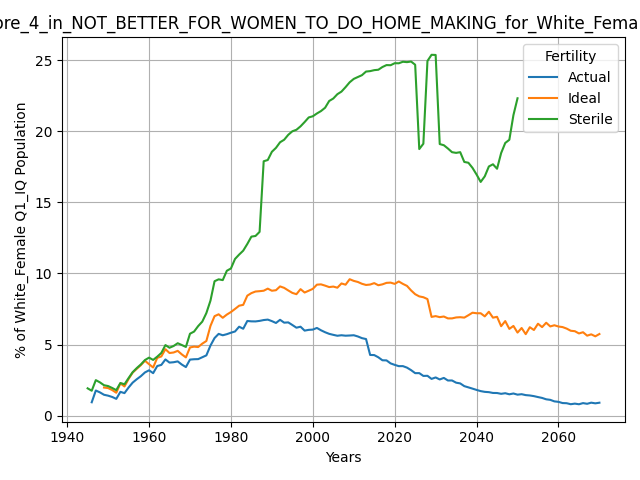 ore_4_in_NOT_BETTER_FOR_WOMEN_TO_DO_HOME_MAKING_for_White_Fema
% of White_Female Q1_IQ Population
25
20
15
10
5
0
Fertility
Actual
Ideal
Sterile
1940
1960
1980
2000
2020
2040
2060
Years